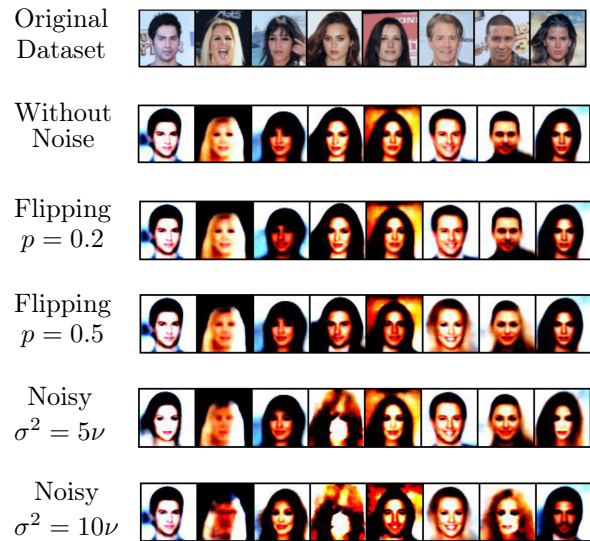 Original
Dataset
Without
Noise
Flipping
p = 0.2
Flipping
p = 0.5
Noisy
σ² = 5ν
Noisy
σ² = 10ν